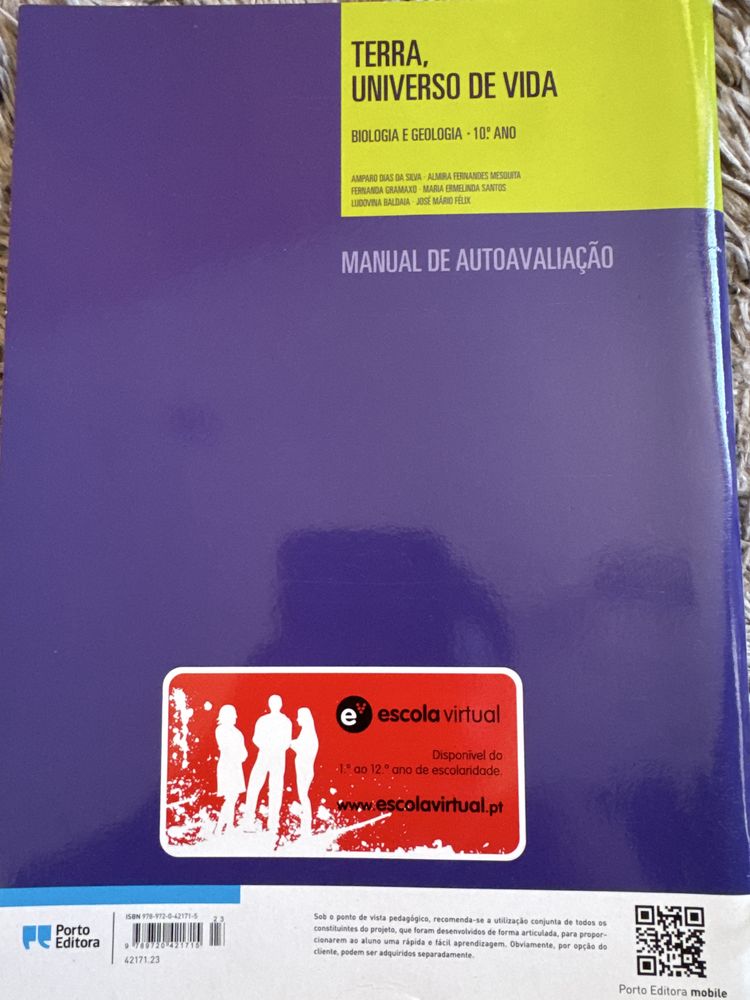 TERRA,
UNIVERSO DE VIDA
BIOLOGIA E GEOLOGIA · 10.º ANO
AMPARO DIAS DA SILVA · ALMIRA FERNANDES MESQUITA
FERNANDA GRAMAXO · MARIA ERMELINDA SANTOS
LUDOVINA BALDAIA · JOSÉ MÁRIO FÉLIX
MANUAL DE AUTOAVALIAÇÃO
e escola virtual
Disponível do
1.º ao 12.º ano de escolaridade.
www.escolavirtual.pt
Porto
Editora
ISBN 978-972-0-42171-5
23
9 789720 421715
42171.23
Sob o ponto de vista pedagógico, recomenda-se a utilização conjunta de todos os
constituintes do projeto, que foram desenvolvidos de forma articulada, para propor-
cionarem ao aluno uma rápida e fácil aprendizagem. Obviamente, por opção do
cliente, podem ser adquiridos separadamente.
Porto Editora mobile